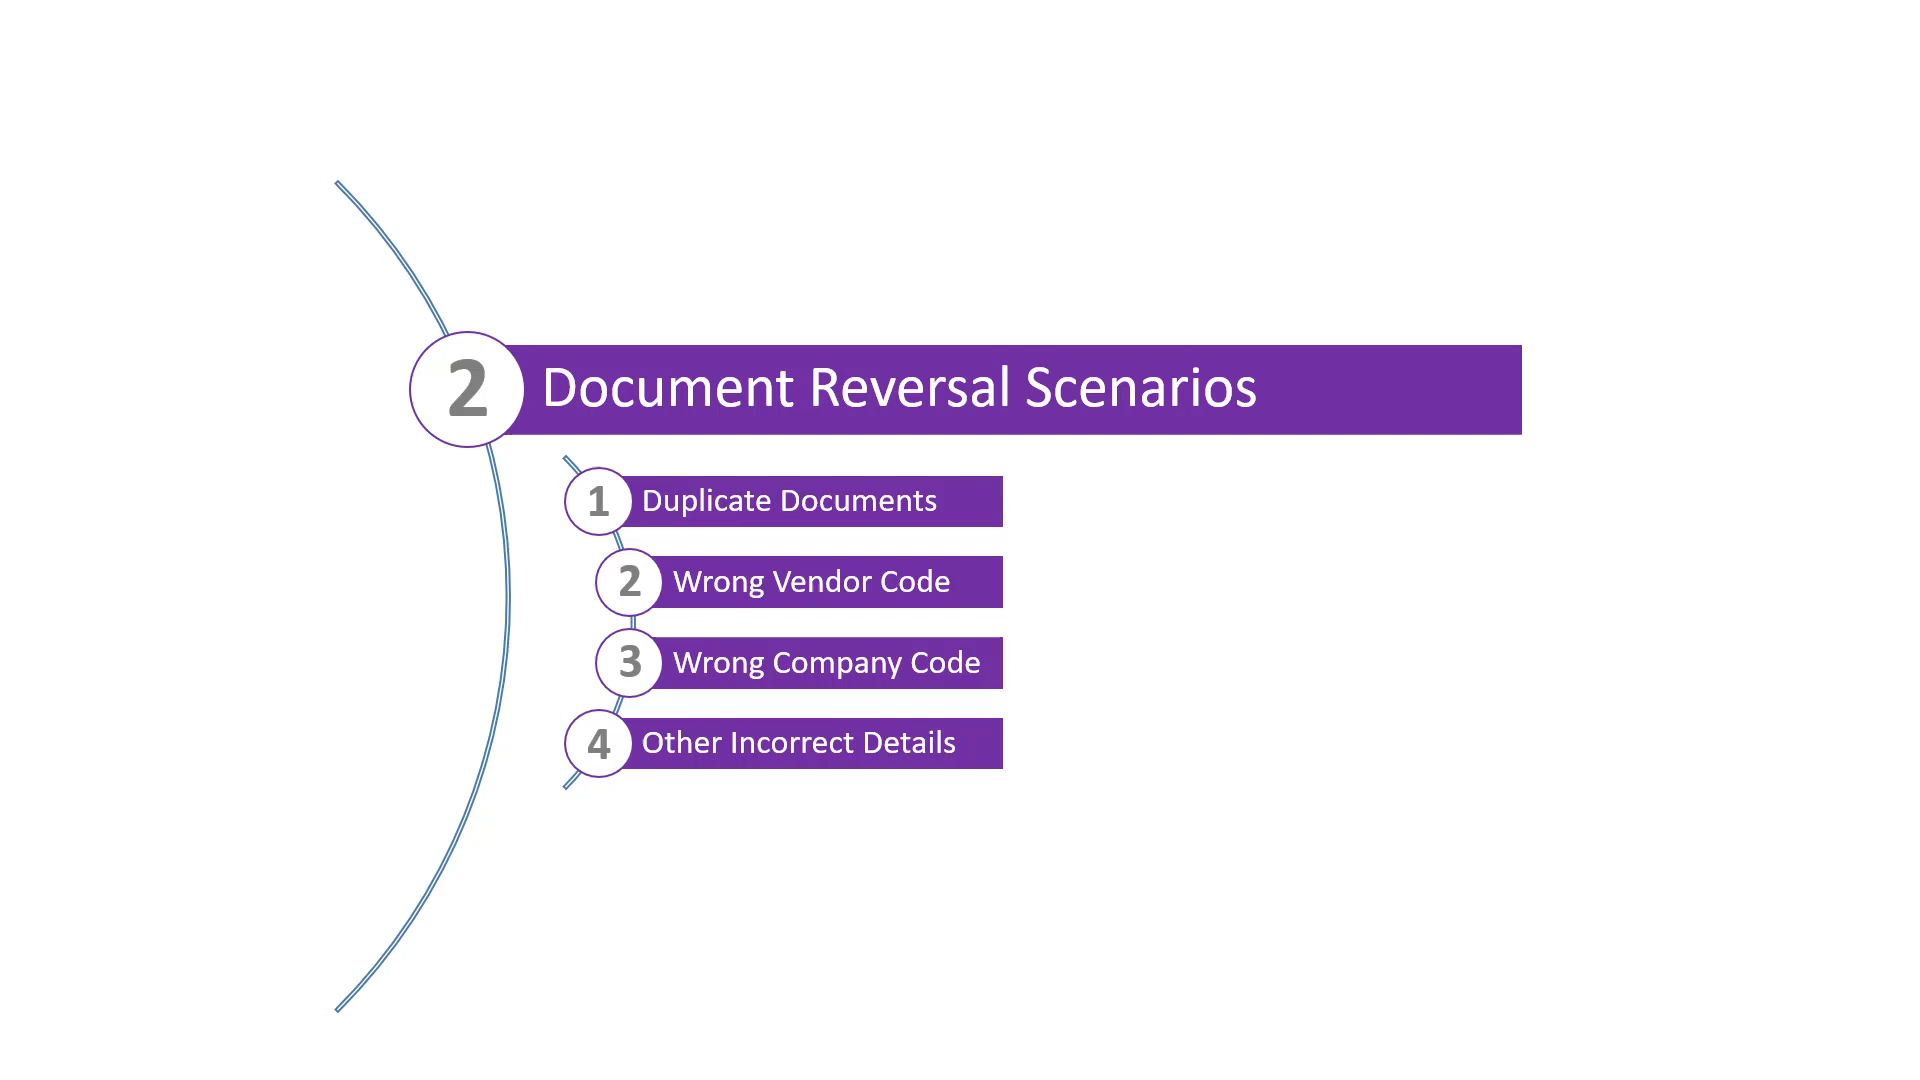 2 Document Reversal Scenarios
1 Duplicate Documents
2 Wrong Vendor Code
3 Wrong Company Code
4 Other Incorrect Details